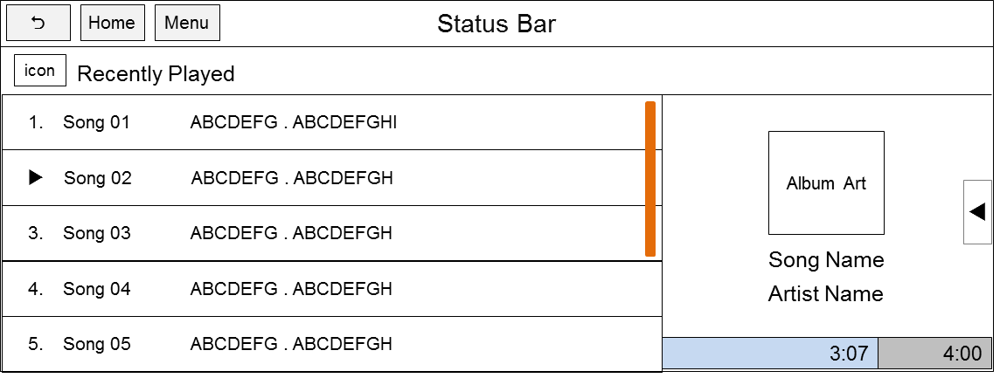 Home Menu Status Bar
icon Recently Played
1. Song 01 ABCDEFG . ABCDEFGHI
Song 02 ABCDEFG . ABCDEFGH
3. Song 03 ABCDEFG . ABCDEFGH
4. Song 04 ABCDEFG . ABCDEFGH
5. Song 05 ABCDEFG . ABCDEFGH
Album Art
Song Name
Artist Name
3:07 4:00